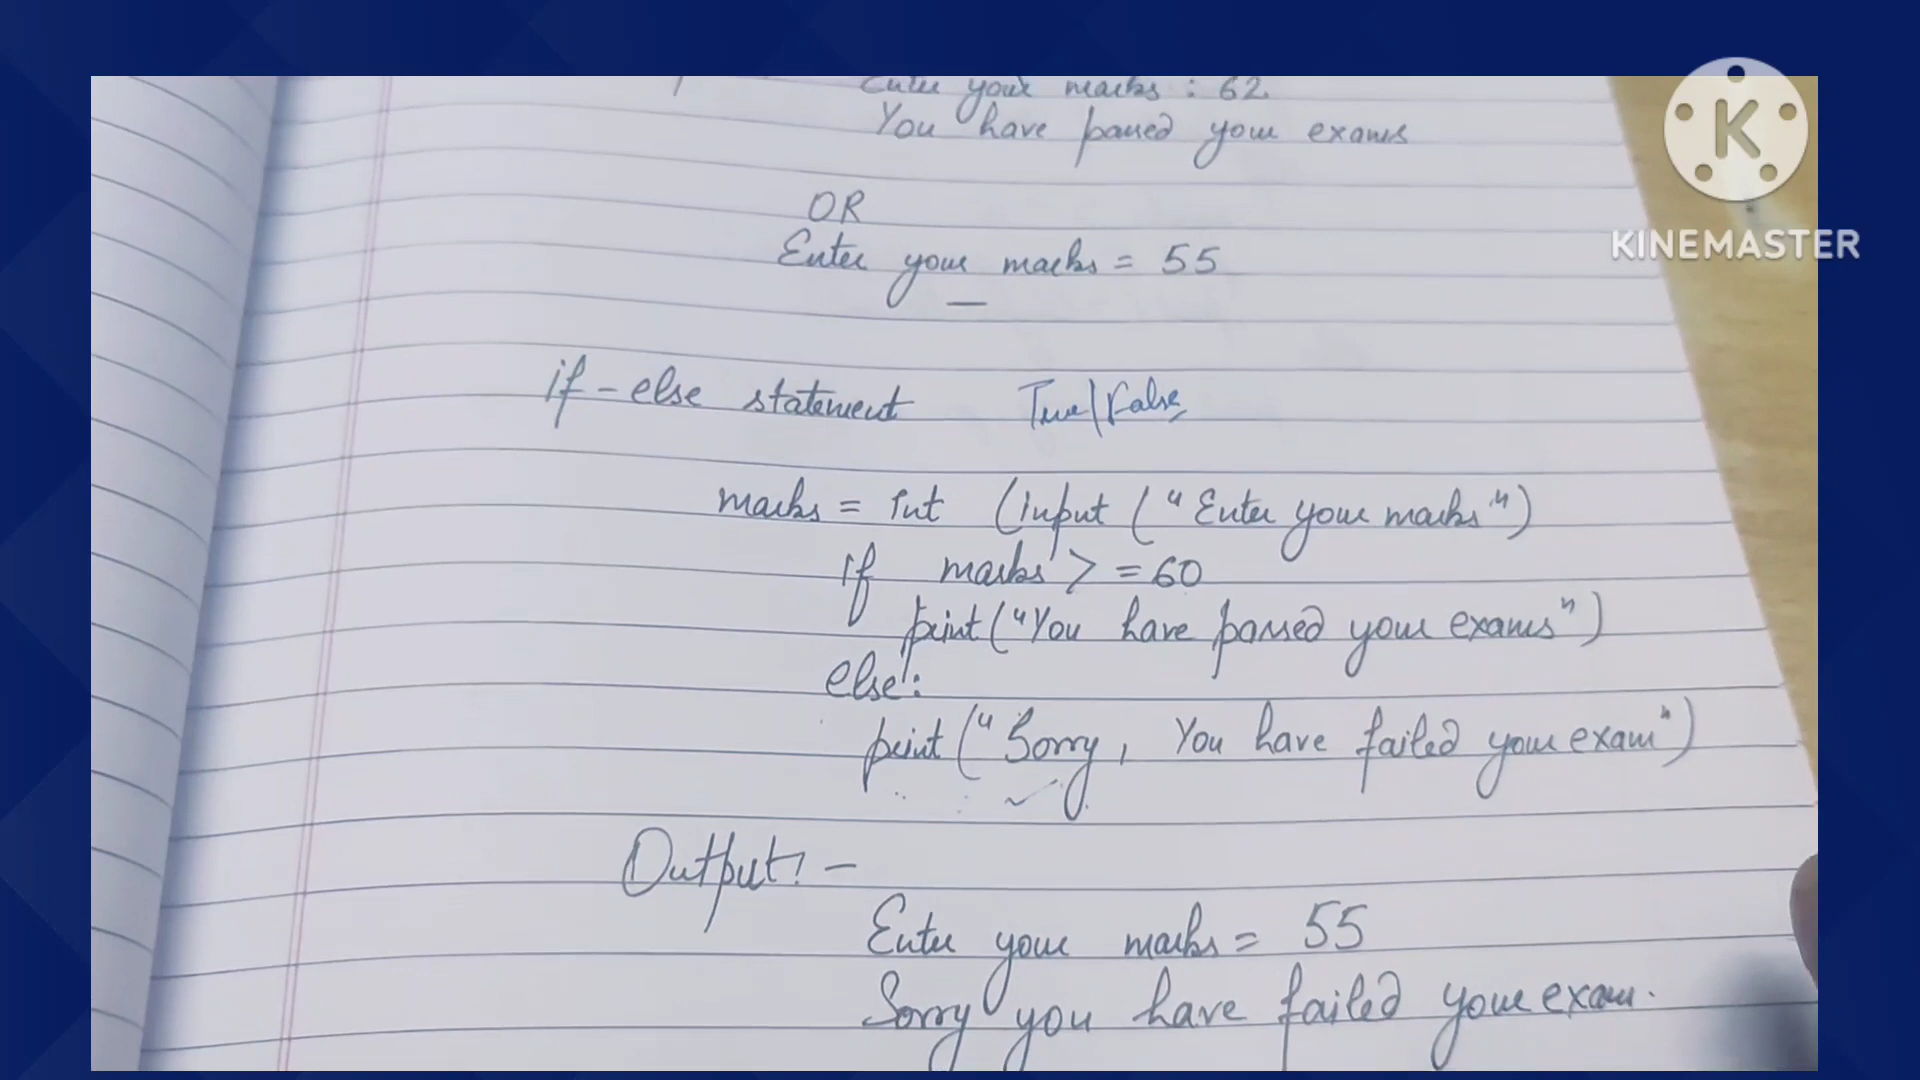 Enter your marks : 62
You have passed your exams
OR
Enter your marks = 55
—
if - else statement True/False
marks = int (input ("Enter your marks")
if marks > = 60
print ("You have passed your exams")
else:
print ("Sorry, You have failed your exam")
Output: -
Enter your marks = 55
Sorry you have failed your exam.
K
KINEMASTER